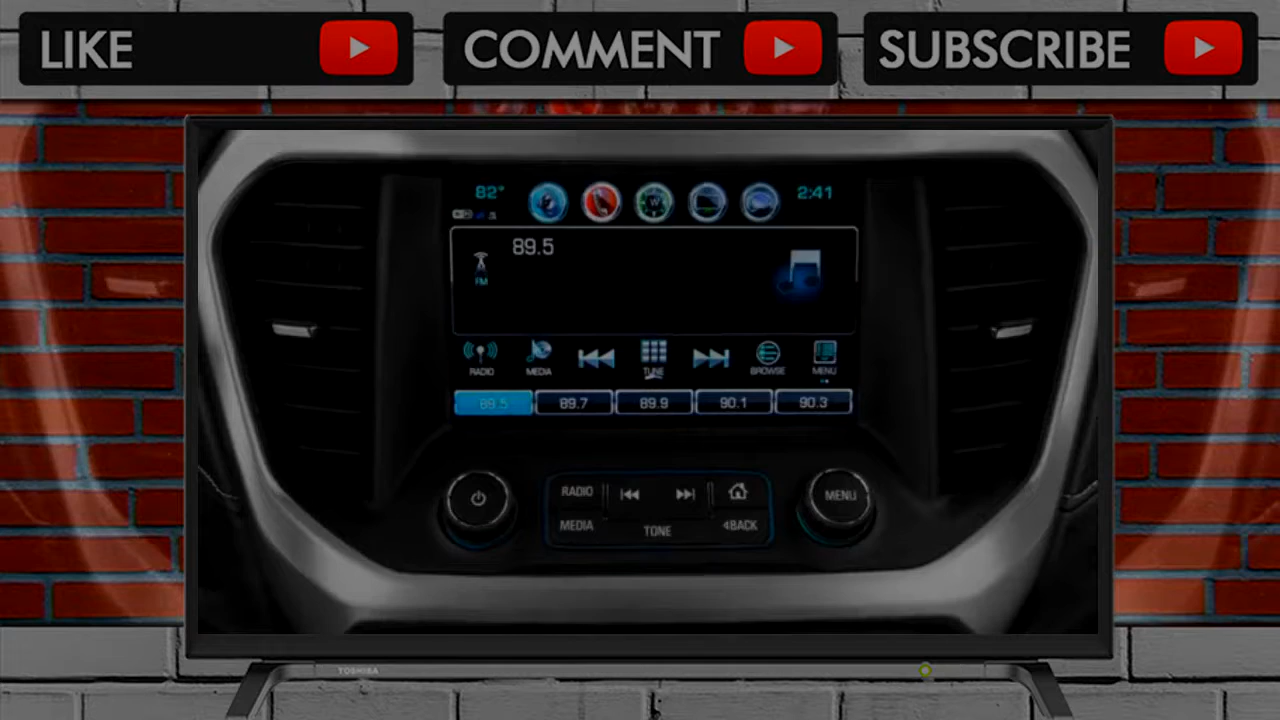 LIKE
COMMENT
SUBSCRIBE
82°
2:41
89.5
FM
RADIO
MEDIA
TUNE
BROWSE
MENU
89.5
89.7
89.9
90.1
90.3
RADIO
MEDIA
TONE
BACK
MENU
TOSHIBA